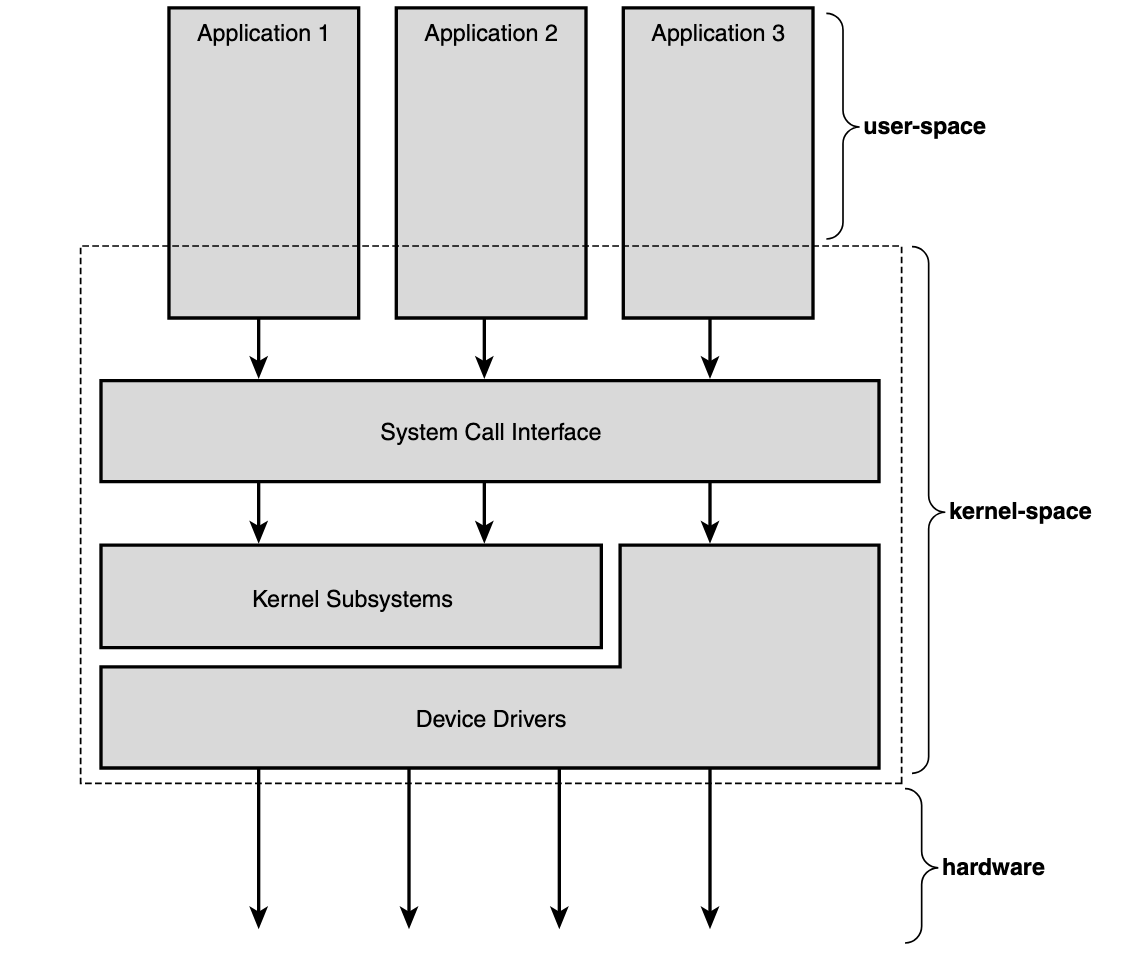 Application 1
Application 2
Application 3
user-space
System Call Interface
kernel-space
Kernel Subsystems
Device Drivers
hardware